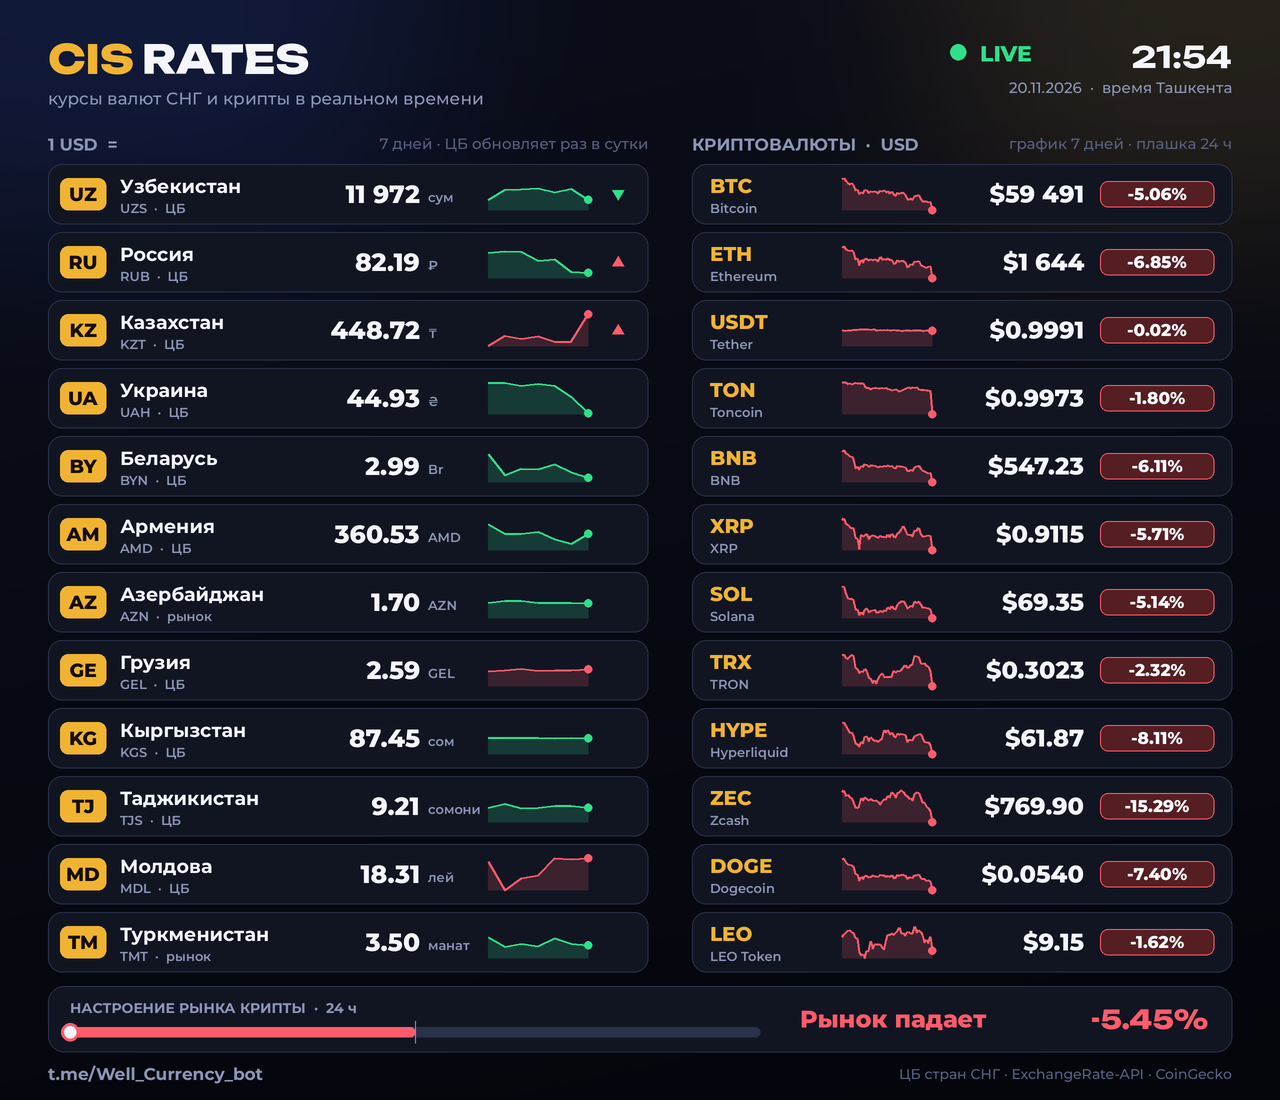 CIS RATES
LIVE
21:54
курсы валют СНГ и крипты в реальном времени
20.11.2026 · время Ташкента
1 USD =
7 дней · ЦБ обновляет раз в сутки
UZ Узбекистан 11 972 сум
UZS · ЦБ
RU Россия 82.19 ₽
RUB · ЦБ
KZ Казахстан 448.72 ₸
KZT · ЦБ
UA Украина 44.93 ₴
UAH · ЦБ
BY Беларусь 2.99 Br
BYN · ЦБ
AM Армения 360.53 AMD
AMD · ЦБ
AZ Азербайджан 1.70 AZN
AZN · рынок
GE Грузия 2.59 GEL
GEL · ЦБ
KG Кыргызстан 87.45 сом
KGS · ЦБ
TJ Таджикистан 9.21 сомони
TJS · ЦБ
MD Молдова 18.31 лей
MDL · ЦБ
TM Туркменистан 3.50 манат
TMT · рынок
КРИПТОВАЛЮТЫ · USD
график 7 дней · плашка 24 ч
BTC $59 491 -5.06%
Bitcoin
ETH $1 644 -6.85%
Ethereum
USDT $0.9991 -0.02%
Tether
TON $0.9973 -1.80%
Toncoin
BNB $547.23 -6.11%
BNB
XRP $0.9115 -5.71%
XRP
SOL $69.35 -5.14%
Solana
TRX $0.3023 -2.32%
TRON
HYPE $61.87 -8.11%
Hyperliquid
ZEC $769.90 -15.29%
Zcash
DOGE $0.0540 -7.40%
Dogecoin
LEO $9.15 -1.62%
LEO Token
НАСТРОЕНИЕ РЫНКА КРИПТЫ · 24 ч
Рынок падает
-5.45%
t.me/Well_Currency_bot
ЦБ стран СНГ · ExchangeRate-API · CoinGecko